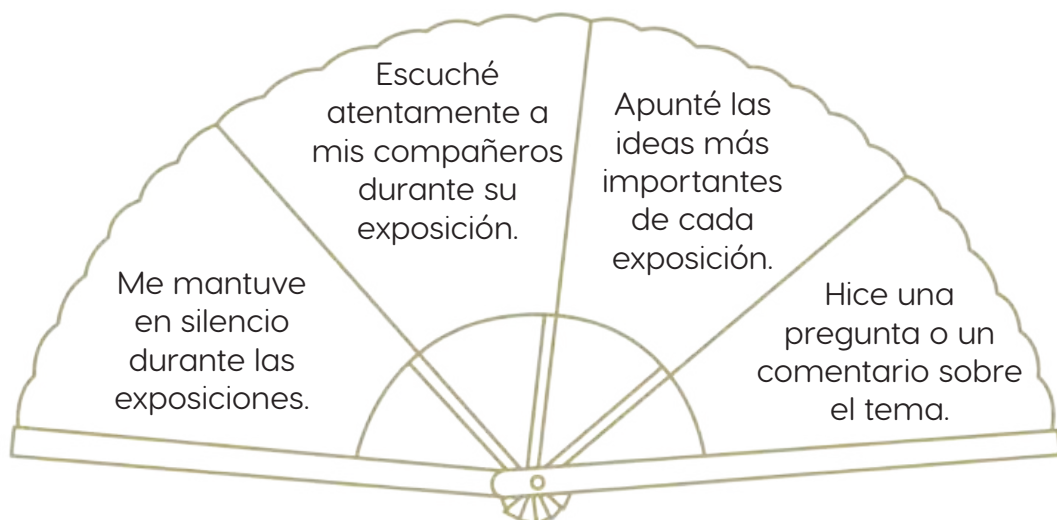 Me mantuve
en silencio
durante las
exposiciones.
Escuché
atentamente a
mis compañeros
durante su
exposición.
Apunté las
ideas más
importantes
de cada
exposición.
Hice una
pregunta o un
comentario sobre
el tema.